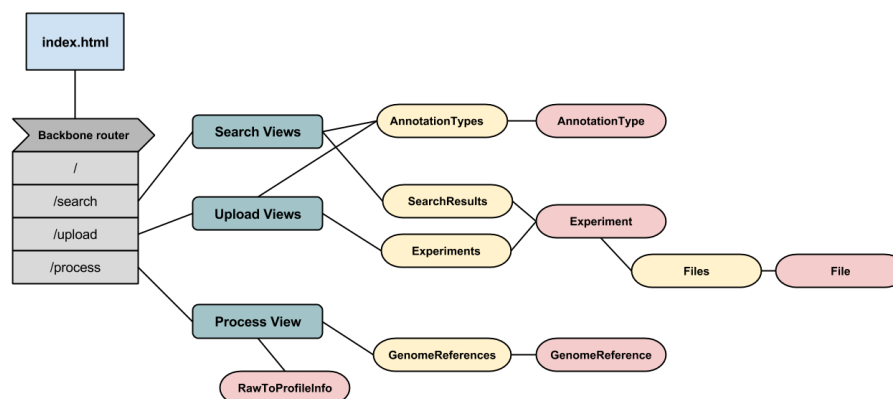 index.html
Backbone router
/
/search
/upload
/process
Search Views
Upload Views
Process View
RawToProfileInfo
AnnotationTypes
AnnotationType
SearchResults
Experiments
Experiment
Files
File
GenomeReferences
GenomeReference